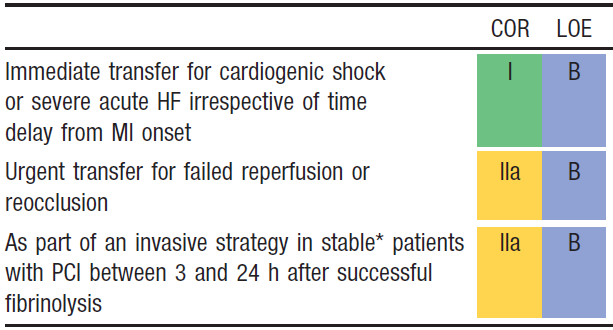 COR LOE
Immediate transfer for cardiogenic shock
or severe acute HF irrespective of time
delay from MI onset
I B
Urgent transfer for failed reperfusion or
reocclusion
IIa B
As part of an invasive strategy in stable* patients
with PCI between 3 and 24 h after successful
fibrinolysis
IIa B